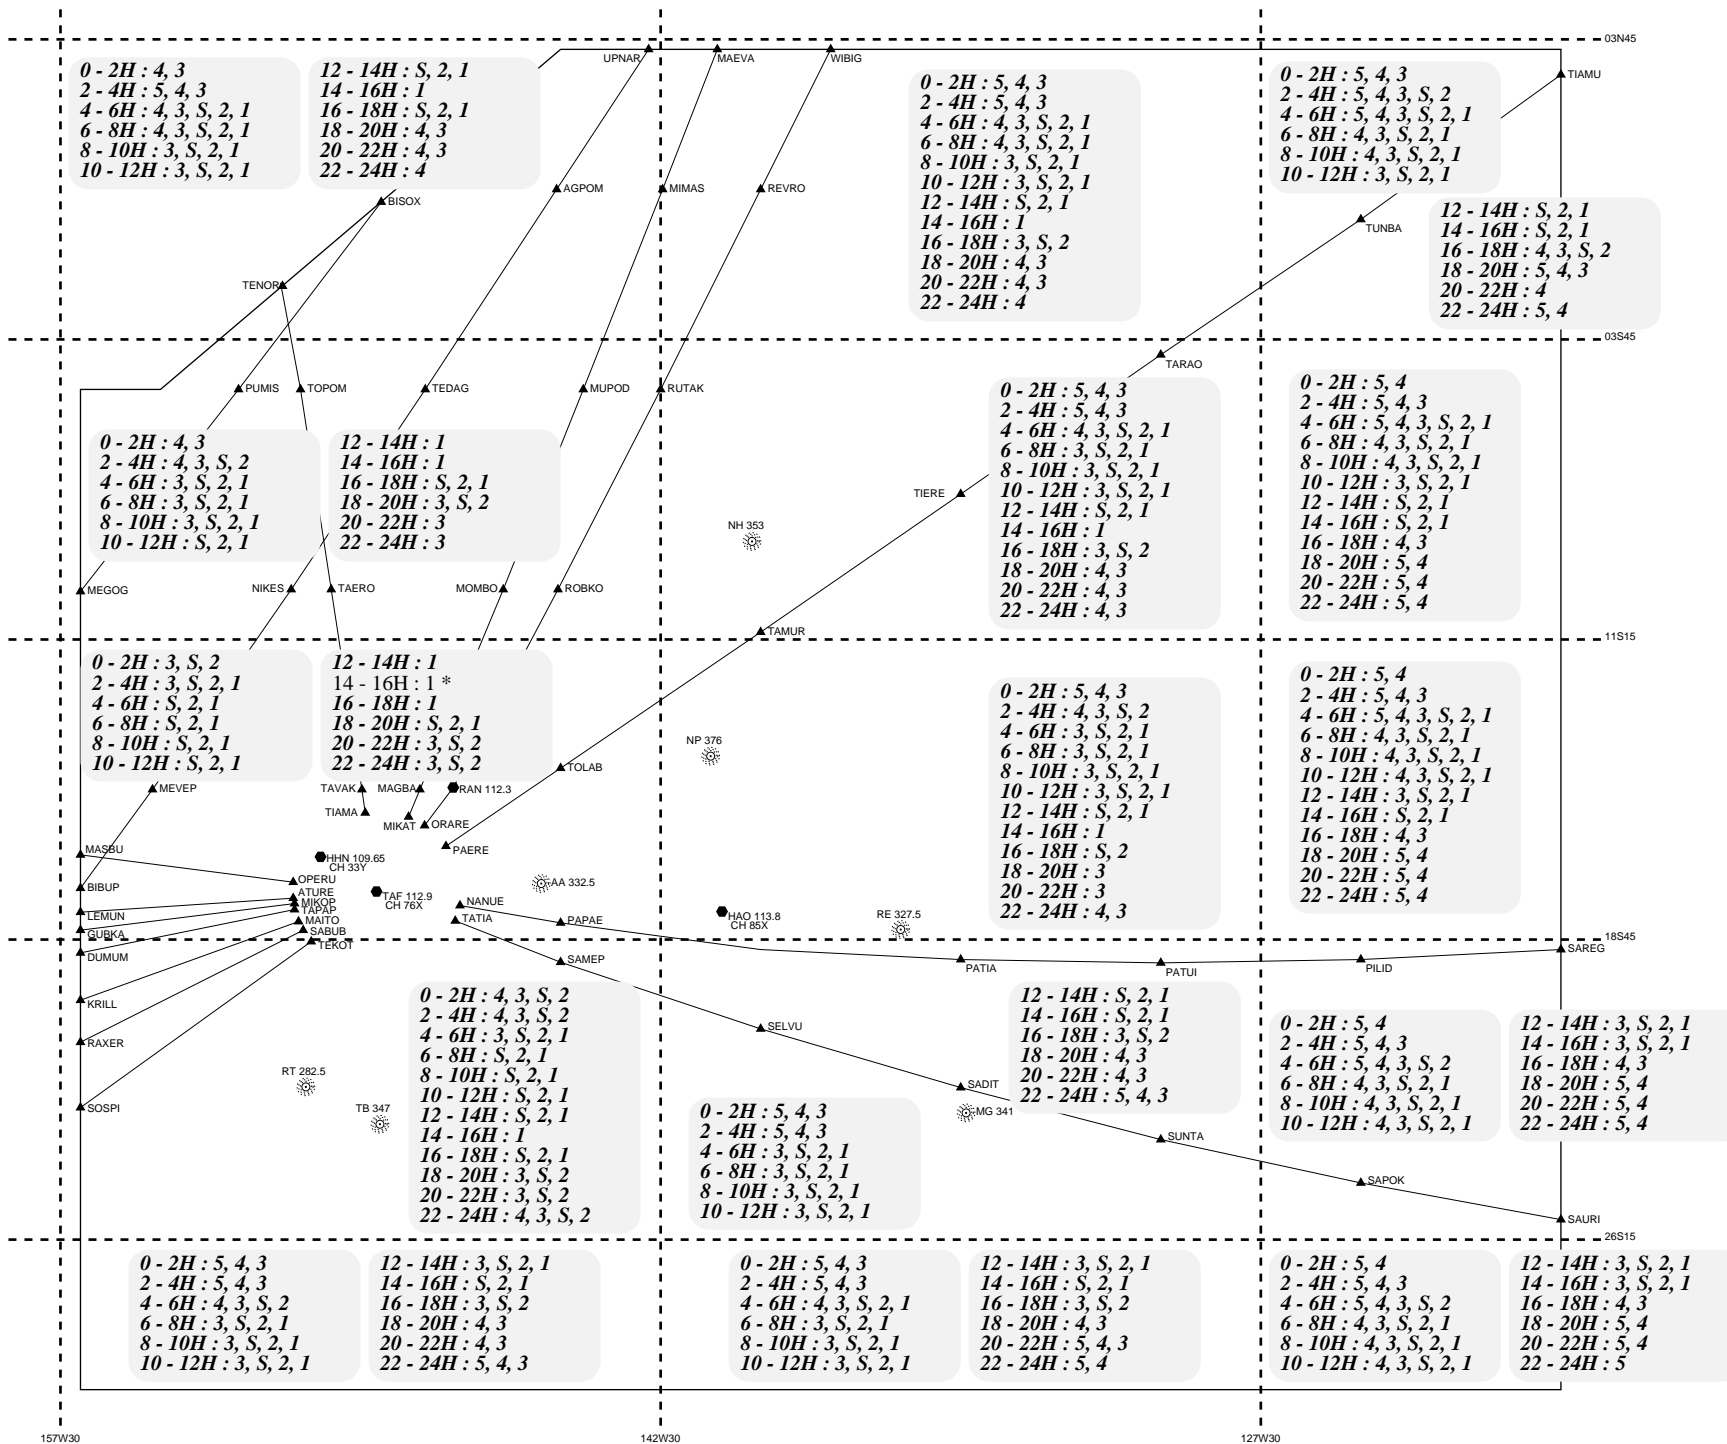 03N45
UPNAR
MAEVA
WIBIG
TIAMU
0 - 2H : 4, 3
2 - 4H : 5, 4, 3
4 - 6H : 4, 3, S, 2, 1
6 - 8H : 4, 3, S, 2, 1
8 - 10H : 3, S, 2, 1
10 - 12H : 3, S, 2, 1
12 - 14H : S, 2, 1
14 - 16H : 1
16 - 18H : S, 2, 1
18 - 20H : 4, 3
20 - 22H : 4, 3
22 - 24H : 4
0 - 2H : 5, 4, 3
2 - 4H : 5, 4, 3
4 - 6H : 4, 3, S, 2, 1
6 - 8H : 4, 3, S, 2, 1
8 - 10H : 3, S, 2, 1
10 - 12H : 3, S, 2, 1
12 - 14H : S, 2, 1
14 - 16H : 1
16 - 18H : 3, S, 2
18 - 20H : 4, 3
20 - 22H : 4, 3
22 - 24H : 4
0 - 2H : 5, 4, 3
2 - 4H : 5, 4, 3, S, 2
4 - 6H : 5, 4, 3, S, 2, 1
6 - 8H : 4, 3, S, 2, 1
8 - 10H : 4, 3, S, 2, 1
10 - 12H : 3, S, 2, 1
12 - 14H : S, 2, 1
14 - 16H : S, 2, 1
16 - 18H : 4, 3, S, 2
18 - 20H : 5, 4, 3
20 - 22H : 4
22 - 24H : 5, 4
BISOX
AGPOM
MIMAS
REVRO
TUNBA
TENOR
03S45
TARAO
PUMIS
TOPOM
TEDAG
MUPOD
RUTAK
0 - 2H : 4, 3
2 - 4H : 4, 3, S, 2
4 - 6H : 3, S, 2, 1
6 - 8H : 3, S, 2, 1
8 - 10H : 3, S, 2, 1
10 - 12H : S, 2, 1
12 - 14H : 1
14 - 16H : 1
16 - 18H : S, 2, 1
18 - 20H : 3, S, 2
20 - 22H : 3
22 - 24H : 3
0 - 2H : 5, 4, 3
2 - 4H : 5, 4, 3
4 - 6H : 4, 3, S, 2, 1
6 - 8H : 3, S, 2, 1
8 - 10H : 3, S, 2, 1
10 - 12H : 3, S, 2, 1
12 - 14H : S, 2, 1
14 - 16H : 1
16 - 18H : 3, S, 2
18 - 20H : 4, 3
20 - 22H : 4, 3
22 - 24H : 4, 3
0 - 2H : 5, 4
2 - 4H : 5, 4, 3
4 - 6H : 5, 4, 3, S, 2, 1
6 - 8H : 4, 3, S, 2, 1
8 - 10H : 4, 3, S, 2, 1
10 - 12H : 3, S, 2, 1
12 - 14H : S, 2, 1
14 - 16H : S, 2, 1
16 - 18H : 4, 3
18 - 20H : 5, 4
20 - 22H : 5, 4
22 - 24H : 5, 4
TIERE
NH 353
MEGOG
NIKES
TAERO
MOMBO
ROBKO
TAMUR
11S15
0 - 2H : 3, S, 2
2 - 4H : 3, S, 2, 1
4 - 6H : S, 2, 1
6 - 8H : S, 2, 1
8 - 10H : S, 2, 1
10 - 12H : S, 2, 1
12 - 14H : 1
14 - 16H : 1 *
16 - 18H : 1
18 - 20H : S, 2, 1
20 - 22H : 3, S, 2
22 - 24H : 3, S, 2
0 - 2H : 5, 4, 3
2 - 4H : 4, 3, S, 2
4 - 6H : 3, S, 2, 1
6 - 8H : 3, S, 2, 1
8 - 10H : 3, S, 2, 1
10 - 12H : 3, S, 2, 1
12 - 14H : S, 2, 1
14 - 16H : 1
16 - 18H : S, 2
18 - 20H : 3
20 - 22H : 3
22 - 24H : 4, 3
0 - 2H : 5, 4
2 - 4H : 5, 4, 3
4 - 6H : 5, 4, 3, S, 2, 1
6 - 8H : 4, 3, S, 2, 1
8 - 10H : 4, 3, S, 2, 1
10 - 12H : 4, 3, S, 2, 1
12 - 14H : 3, S, 2, 1
14 - 16H : S, 2, 1
16 - 18H : 4, 3
18 - 20H : 5, 4
20 - 22H : 5, 4
22 - 24H : 5, 4
NP 376
TOLAB
MEVEP
TAVAK
MAGBA
RAN 112.3
TIAMA
MIKAT
ORARE
PAERE
MASBU
HHN 109.65
CH 33Y
OPERU
BIBUP
ATURE
MIKOP
TAPAP
TAF 112.9
CH 76X
AA 332.5
NANUE
LEMUN
MAITO
TATIA
PAPAE
HAO 113.8
CH 85X
RE 327.5
GUBKA
SABUB
TEKOT
18S45
DUMUM
SAMEP
PATIA
PATUI
PILID
SAREG
KRILL
RAXER
SELVU
0 - 2H : 4, 3, S, 2
2 - 4H : 4, 3, S, 2
4 - 6H : 3, S, 2, 1
6 - 8H : S, 2, 1
8 - 10H : S, 2, 1
10 - 12H : S, 2, 1
12 - 14H : S, 2, 1
14 - 16H : 1
16 - 18H : S, 2, 1
18 - 20H : 3, S, 2
20 - 22H : 3, S, 2
22 - 24H : 4, 3, S, 2
12 - 14H : S, 2, 1
14 - 16H : S, 2, 1
16 - 18H : 3, S, 2
18 - 20H : 4, 3
20 - 22H : 4, 3
22 - 24H : 5, 4, 3
0 - 2H : 5, 4
2 - 4H : 5, 4, 3
4 - 6H : 5, 4, 3, S, 2
6 - 8H : 4, 3, S, 2, 1
8 - 10H : 4, 3, S, 2, 1
10 - 12H : 4, 3, S, 2, 1
12 - 14H : 3, S, 2, 1
14 - 16H : 3, S, 2, 1
16 - 18H : 4, 3
18 - 20H : 5, 4
20 - 22H : 5, 4
22 - 24H : 5, 4
RT 282.5
SOSPI
TB 347
SADIT
MG 341
0 - 2H : 5, 4, 3
2 - 4H : 5, 4, 3
4 - 6H : 3, S, 2, 1
6 - 8H : 3, S, 2, 1
8 - 10H : 3, S, 2, 1
10 - 12H : 3, S, 2, 1
SUNTA
SAPOK
SAURI
26S15
0 - 2H : 5, 4, 3
2 - 4H : 5, 4, 3
4 - 6H : 4, 3, S, 2
6 - 8H : 3, S, 2, 1
8 - 10H : 3, S, 2, 1
10 - 12H : 3, S, 2, 1
12 - 14H : 3, S, 2, 1
14 - 16H : S, 2, 1
16 - 18H : 3, S, 2
18 - 20H : 4, 3
20 - 22H : 4, 3
22 - 24H : 5, 4, 3
0 - 2H : 5, 4, 3
2 - 4H : 5, 4, 3
4 - 6H : 4, 3, S, 2, 1
6 - 8H : 3, S, 2, 1
8 - 10H : 3, S, 2, 1
10 - 12H : 3, S, 2, 1
12 - 14H : 3, S, 2, 1
14 - 16H : S, 2, 1
16 - 18H : 3, S, 2
18 - 20H : 4, 3
20 - 22H : 5, 4, 3
22 - 24H : 5, 4
0 - 2H : 5, 4
2 - 4H : 5, 4, 3
4 - 6H : 5, 4, 3, S, 2
6 - 8H : 4, 3, S, 2, 1
8 - 10H : 4, 3, S, 2, 1
10 - 12H : 4, 3, S, 2, 1
12 - 14H : 3, S, 2, 1
14 - 16H : 3, S, 2, 1
16 - 18H : 4, 3
18 - 20H : 5, 4
20 - 22H : 5, 4
22 - 24H : 5
157W30
142W30
127W30